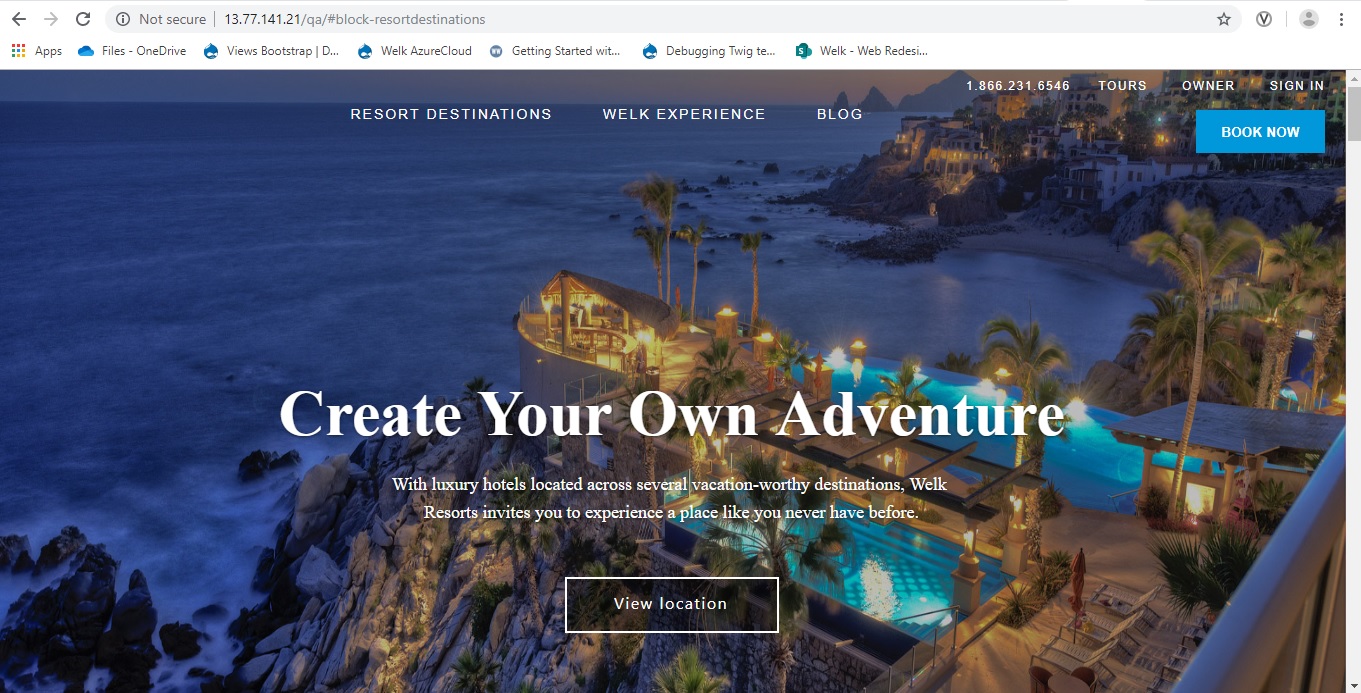 Not secure | 13.77.141.21/qa/#block-resortdestinations
Apps Files - OneDrive Views Bootstrap | D... Welk AzureCloud Getting Started wit... Debugging Twig te... Welk - Web Redesi...
1.866.231.6546 TOURS OWNER SIGN IN
RESORT DESTINATIONS WELK EXPERIENCE BLOG
BOOK NOW
Create Your Own Adventure
With luxury hotels located across several vacation-worthy destinations, Welk
Resorts invites you to experience a place like you never have before.
View location